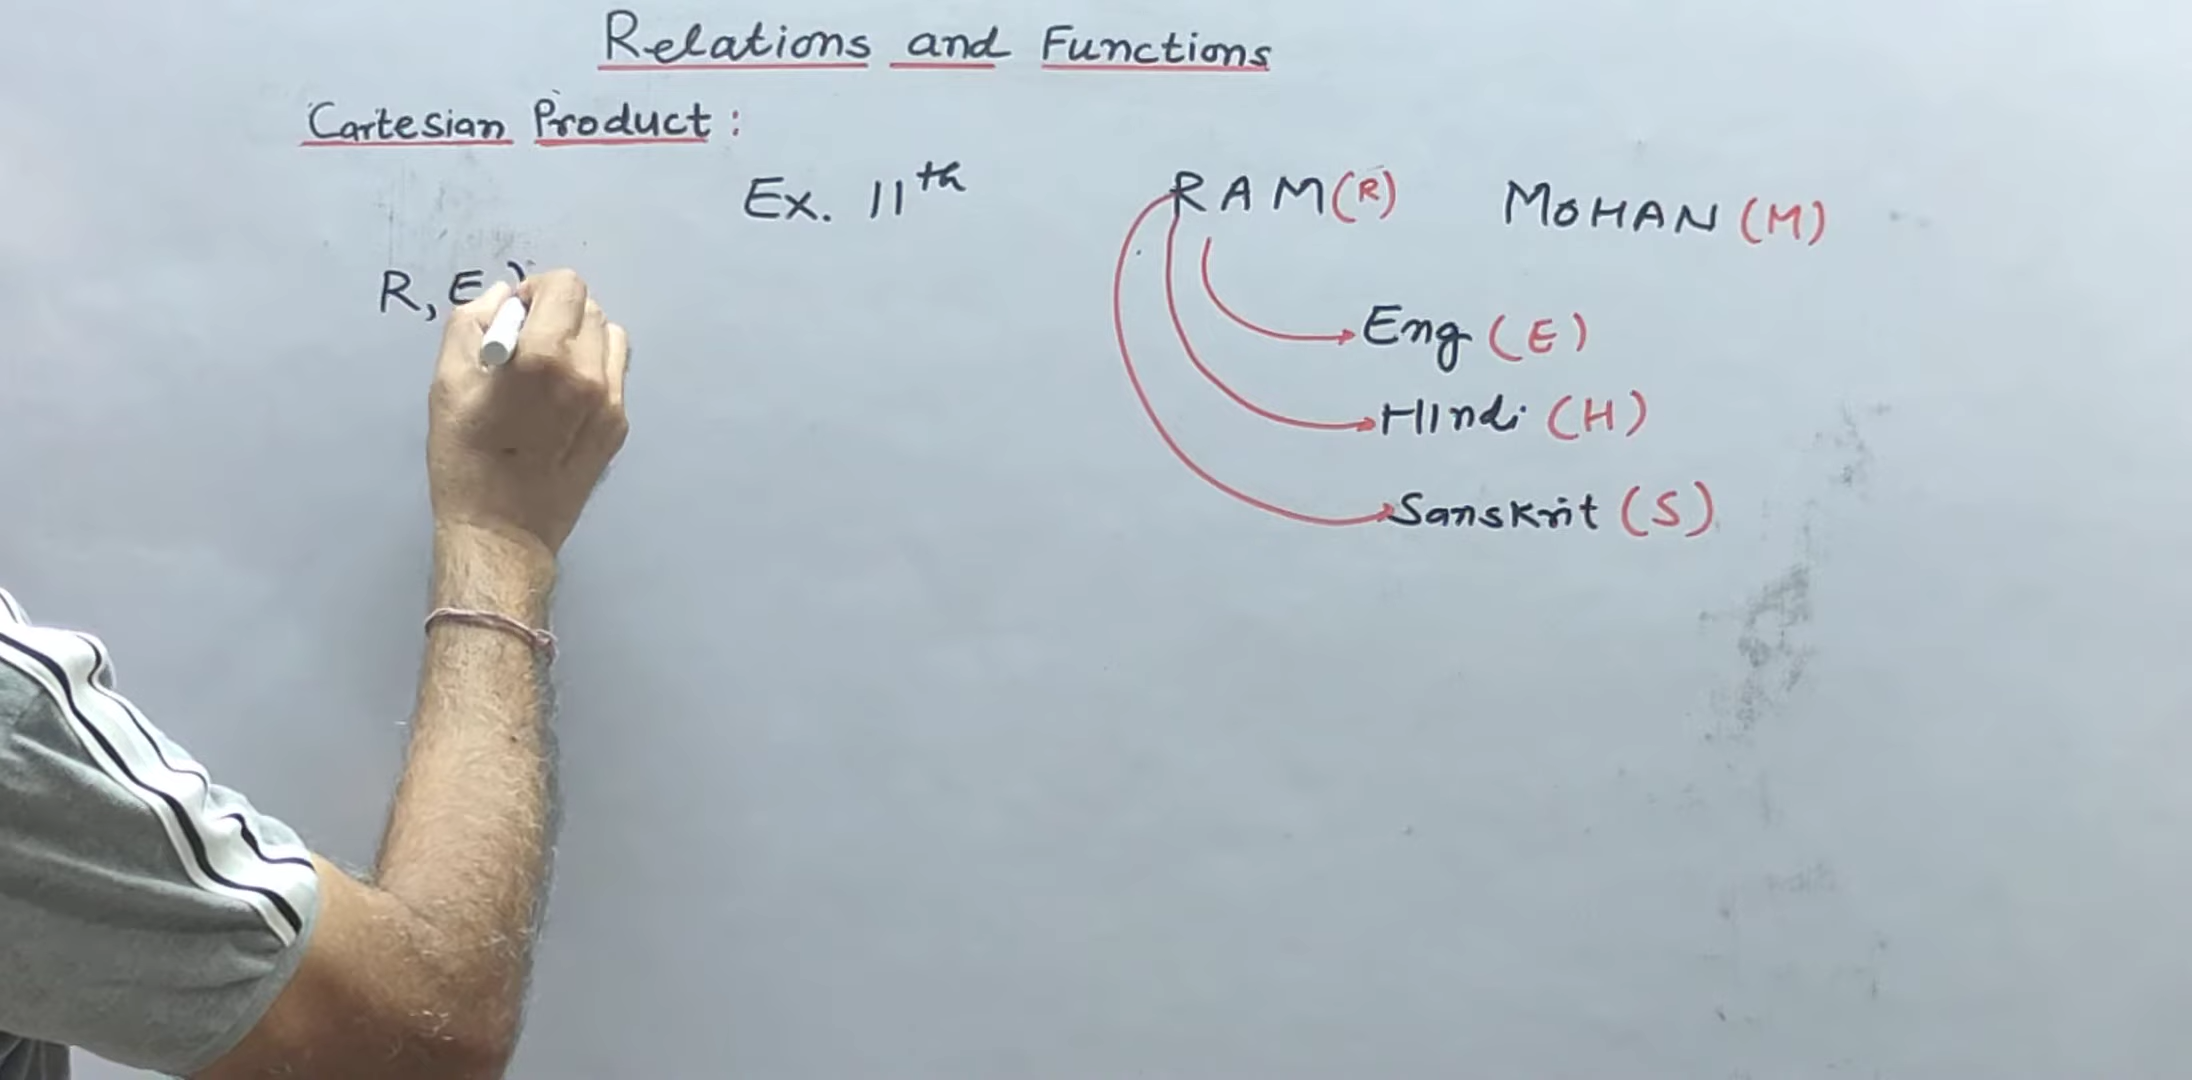 Relations and Functions
Cartesian Product :
Ex. 11th RAM(R) MOHAN (M)
R, E )
Eng (E)
HIndi (H)
Sanskrit (S)